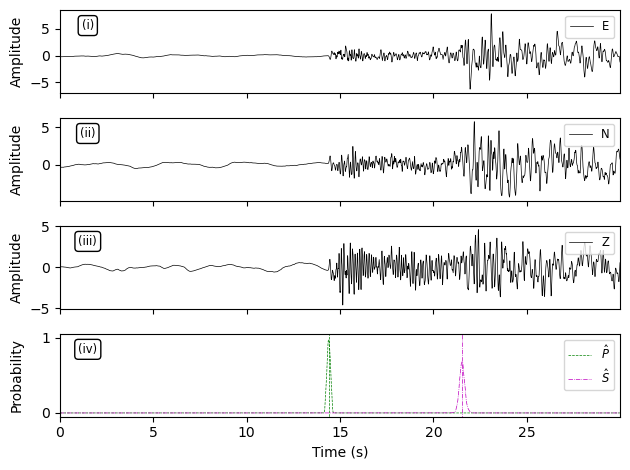 Amplitude
5
0
−5
(i)
E
Amplitude
5
0
(ii)
N
Amplitude
5
0
−5
(iii)
Z
Probability
1
0
(iv)
P̂
Ŝ
0 5 10 15 20 25
Time (s)